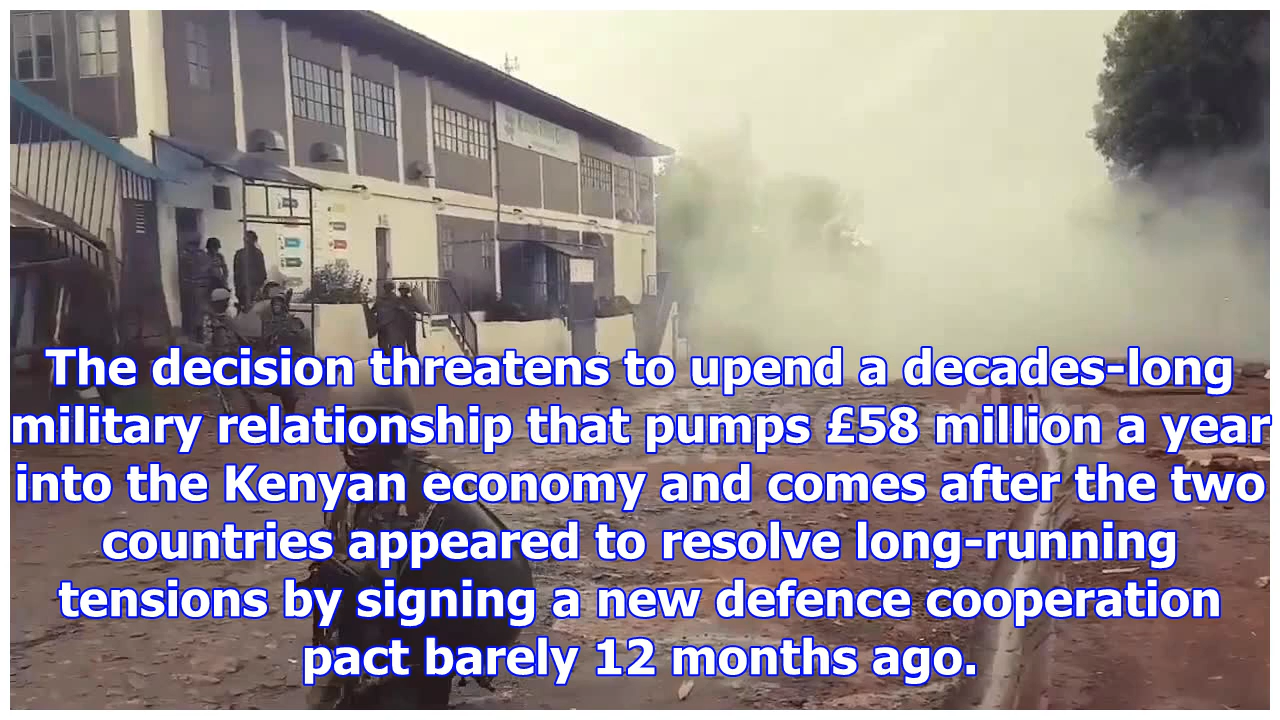 The decision threatens to upend a decades-long
military relationship that pumps £58 million a year
into the Kenyan economy and comes after the two
countries appeared to resolve long-running
tensions by signing a new defence cooperation
pact barely 12 months ago.